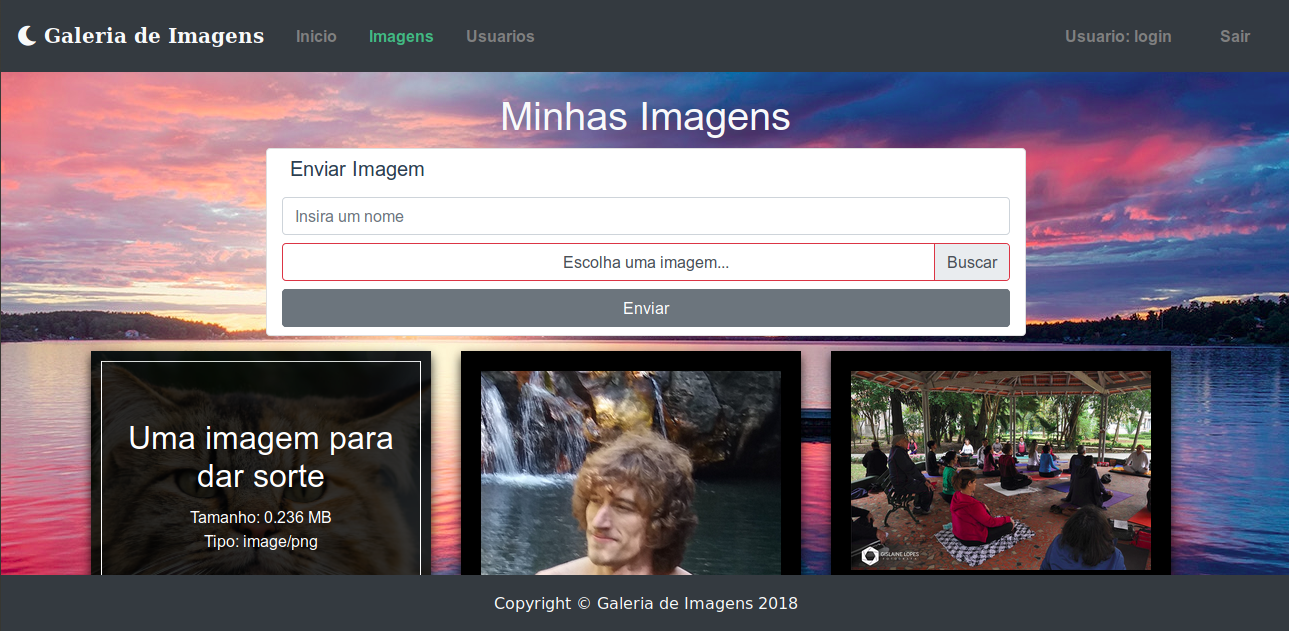 Galeria de Imagens Inicio Imagens Usuarios Usuario: login Sair
Minhas Imagens
Enviar Imagem
Insira um nome
Escolha uma imagem... Buscar
Enviar
Uma imagem para
dar sorte
Tamanho: 0.236 MB
Tipo: image/png
GISLAINE LOPES
Copyright © Galeria de Imagens 2018